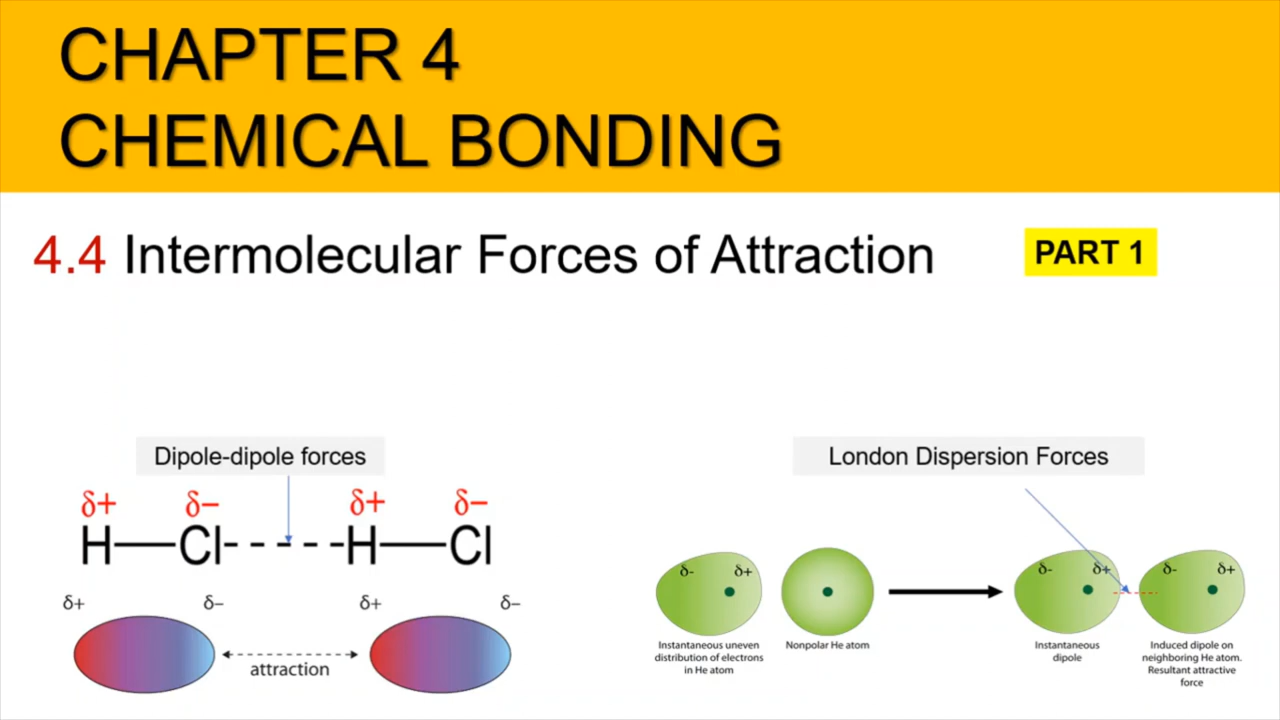 CHAPTER 4
CHEMICAL BONDING
4.4 Intermolecular Forces of Attraction
PART 1
Dipole-dipole forces
δ+ δ− δ+ δ−
H Cl H Cl
δ+ δ− δ+ δ−
attraction
London Dispersion Forces
δ- δ+ δ- δ+ δ- δ+
Instantaneous uneven
distribution of electrons
in He atom
Nonpolar He atom
Instantaneous
dipole
Induced dipole on
neighboring He atom.
Resultant attractive
force